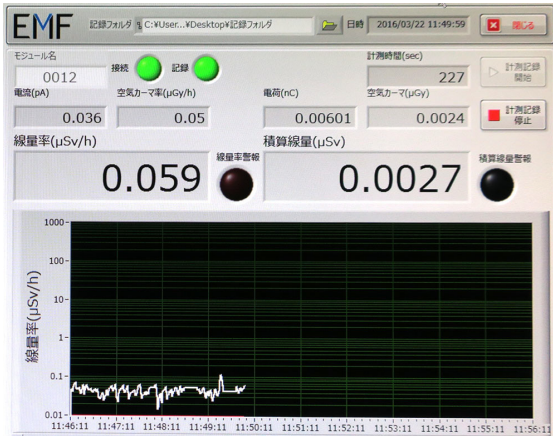 EMF
記録フォルダ
C:¥User...¥Desktop¥記録フォルダ
日時
2016/03/22 11:49:59
閉じる
モジュール名
接続
記録
計測時間(sec)
0012
227
計測記録
開始
電流(pA)
空気カーマ率(μGy/h)
電荷(nC)
空気カーマ(μGy)
0.036
0.05
0.00601
0.0024
計測記録
停止
線量率(μSv/h)
積算線量(μSv)
0.059
線量率警報
0.0027
積算線量警報
線量率(μSv/h)
1000
100
10
1
0.1
0.01
11:46:11 11:47:11 11:48:11 11:49:11 11:50:11 11:51:11 11:52:11 11:53:11 11:54:11 11:55:11 11:56:11